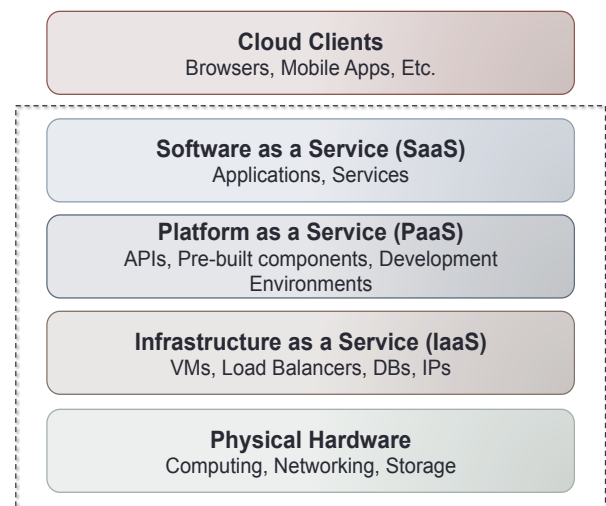 Cloud Clients
Browsers, Mobile Apps, Etc.
Software as a Service (SaaS)
Applications, Services
Platform as a Service (PaaS)
APIs, Pre-built components, Development
Environments
Infrastructure as a Service (IaaS)
VMs, Load Balancers, DBs, IPs
Physical Hardware
Computing, Networking, Storage